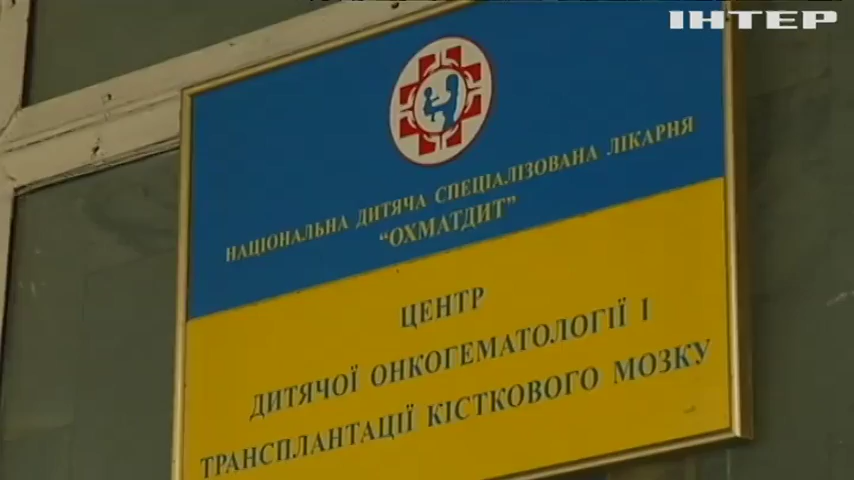 ІНТЕР
НАЦІОНАЛЬНА ДИТЯЧА СПЕЦІАЛІЗОВАНА ЛІКАРНЯ
“ОХМАТДИТ”
ЦЕНТР
ДИТЯЧОЇ ОНКОГЕМАТОЛОГІЇ І
ТРАНСПЛАНТАЦІЇ КІСТКОВОГО МОЗКУ